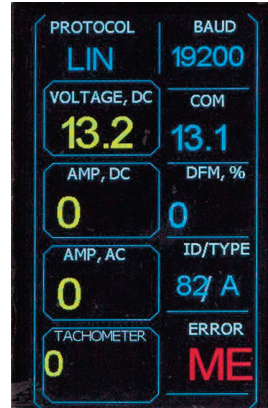 PROTOCOL BAUD
LIN 19200
VOLTAGE, DC COM
13.2 13.1
AMP, DC DFM, %
0 0
AMP, AC ID/TYPE
0 82/ A
TACHOMETER ERROR
0 ME